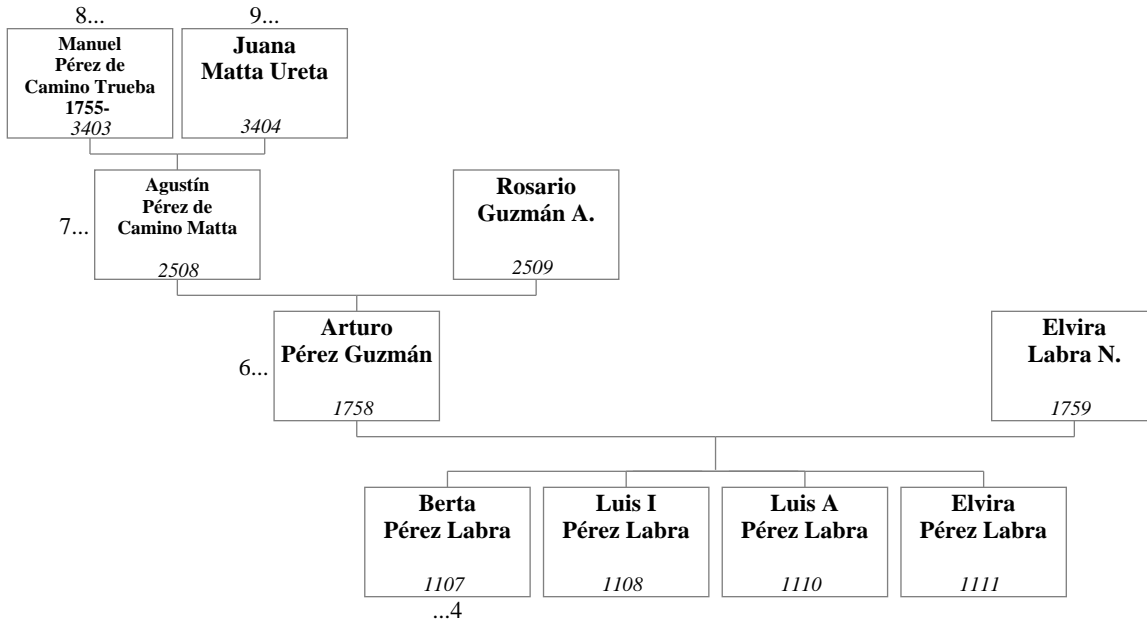 8...
9...
Manuel
Pérez de
Camino Trueba
1755-
3403
Juana
Matta Ureta
3404
7...
Agustín
Pérez de
Camino Matta
2508
Rosario
Guzmán A.
2509
6...
Arturo
Pérez Guzmán
1758
Elvira
Labra N.
1759
Berta
Pérez Labra
1107
Luis I
Pérez Labra
1108
Luis A
Pérez Labra
1110
Elvira
Pérez Labra
1111
...4